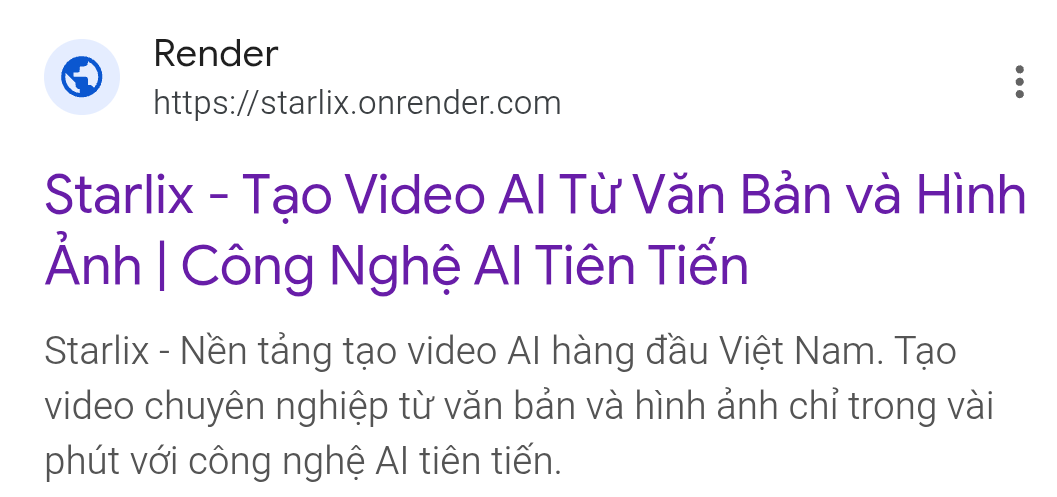 Render
https://starlix.onrender.com
Starlix - Tạo Video AI Từ Văn Bản và Hình
Ảnh | Công Nghệ AI Tiên Tiến
Starlix - Nền tảng tạo video AI hàng đầu Việt Nam. Tạo
video chuyên nghiệp từ văn bản và hình ảnh chỉ trong vài
phút với công nghệ AI tiên tiến.